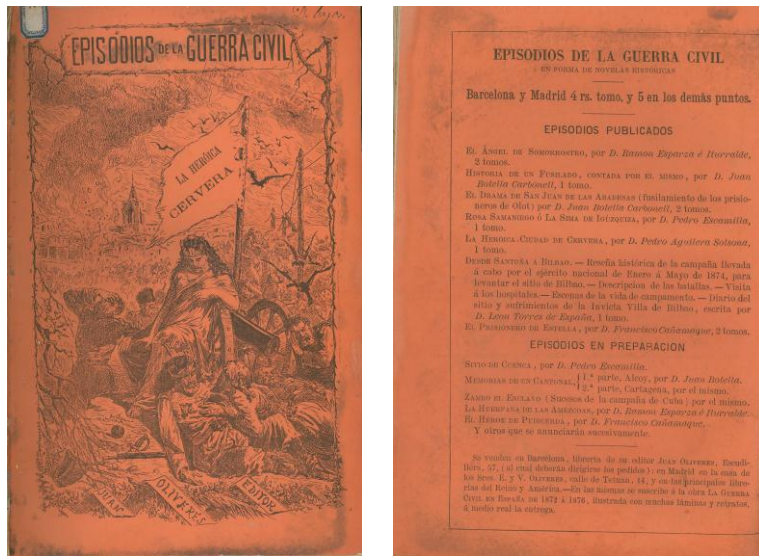 EPISODIOS DE LA GUERRA CIVIL
LA HERÓICA
CERVERA
JUAN
OLIVERES
EDITOR
EPISODIOS DE LA GUERRA CIVIL
EN FORMA DE NOVELAS HISTÓRICAS
Barcelona y Madrid 4 rs. tomo, y 5 en los demás puntos.
EPISODIOS PUBLICADOS
EL ÁNGEL DE SOMORROSTRO, por D. Ramon Esparza é Iturralde,
2 tomos.
HISTORIA DE UN FUSILADO, CONTADA POR EL MISMO, por D. Juan
Botella Carbonell, 1 tomo.
EL DRAMA DE SAN JUAN DE LAS ABADESAS (fusilamiento de los prisio-
neros de Olot) por D. Juan Botella Carbonell, 2 tomos.
ROSA SAMANIEGO Ó LA SIMA DE IGUZQUIZA, por D. Pedro Escamilla,
1 tomo.
LA HERÓICA CIUDAD DE CERVERA, por D. Pedro Aguilera Solsona,
1 tomo.
DESDE SANTOÑA Á BILBAO. — Reseña histórica de la campaña llevada
á cabo por el ejército nacional de Enero á Mayo de 1874, para
levantar el sitio de Bilbao. — Descripcion de las batallas. — Visita
á los hospitales. — Escenas de la vida de campamento. — Diario del
sitio y sufrimientos de la Invicta Villa de Bilbao, escrita por
D. Leon Torres de España, 1 tomo.
EL PRISIONERO DE ESTELLA, por D. Francisco Cañamaque, 2 tomos.
EPISODIOS EN PREPARACION
SITIO DE CUENCA, por D. Pedro Escamilla.
MEMORIAS DE UN CANTONAL, 1.ª parte, Alcoy, por D. Juan Botella.
2.ª parte, Cartagena, por el mismo.
ZAMBO EL ESCLAVO (Sucesos de la campaña de Cuba) por el mismo.
LA HERMANA DE LAS AMEZCOAS, por D. Ramon Esparza é Iturralde.
EL HÉROE DE PUIGCERDÁ, por D. Francisco Cañamaque.
Y otros que se anunciarán sucesivamente.
Se venden en Barcelona, librería de su editor JUAN OLIVERES, Escudi-
llers, 57, (al cual deberán dirigirse los pedidos); en Madrid en la casa de
los Sres. E. y V. OLIVERES, calle de Tetuan, 14, y en las principales libre-
rías del Reino y América.—En las mismas se suscribe á la obra LA GUERRA
CIVIL EN ESPAÑA DE 1872 Á 1876, ilustrada con muchas láminas y retratos,
á medio real la entrega.